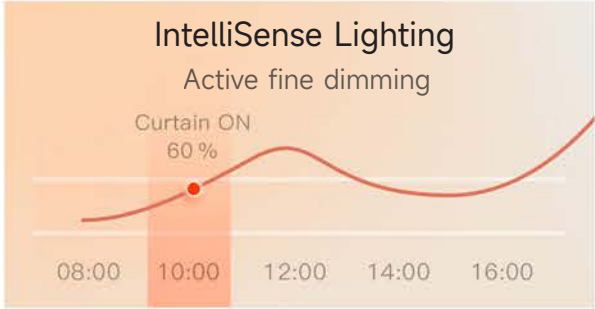 IntelliSense Lighting
Active fine dimming
Curtain ON
60 %
08:00 10:00 12:00 14:00 16:00